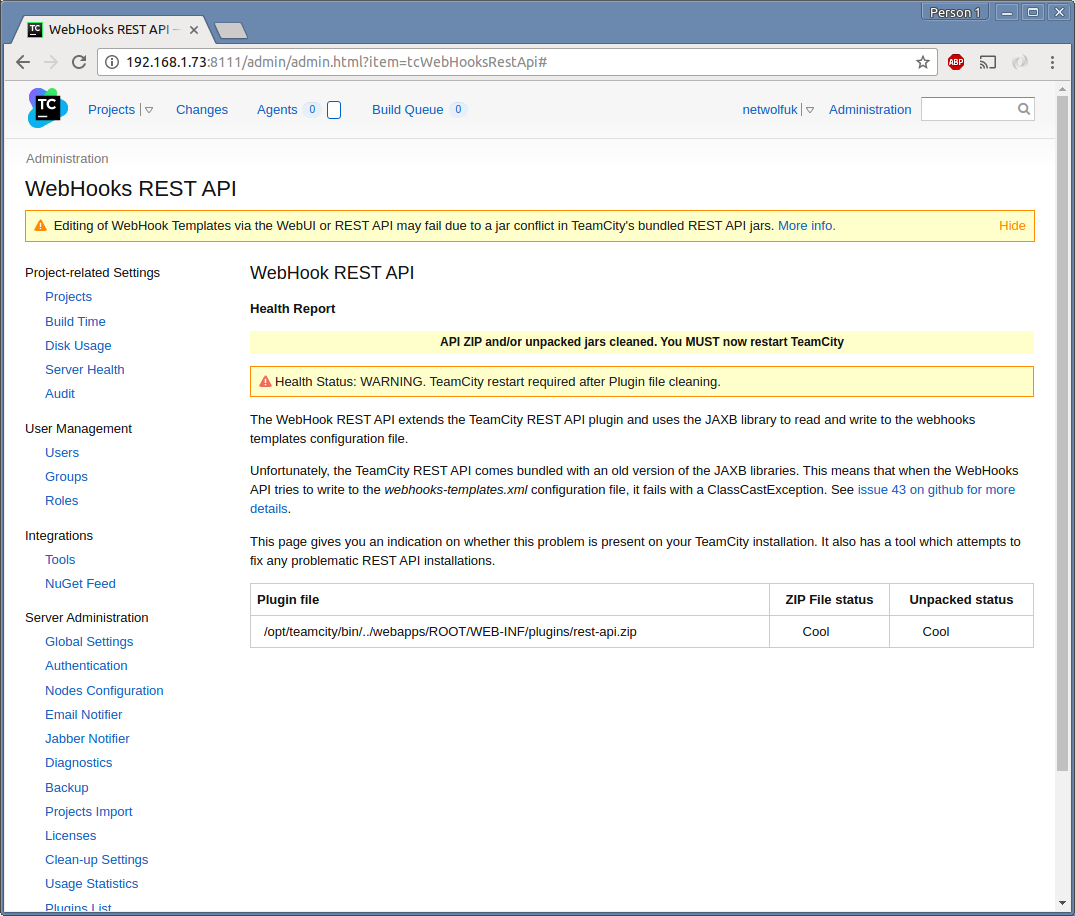 Person 1
TC WebHooks REST API –
192.168.1.73:8111/admin/admin.html?item=tcWebHooksRestApi#
ABP
TC Projects Changes Agents 0 Build Queue 0 netwolfuk Administration
Administration
WebHooks REST API
Editing of WebHook Templates via the WebUI or REST API may fail due to a jar conflict in TeamCity's bundled REST API jars. More info. Hide
Project-related Settings
Projects
Build Time
Disk Usage
Server Health
Audit
User Management
Users
Groups
Roles
Integrations
Tools
NuGet Feed
Server Administration
Global Settings
Authentication
Nodes Configuration
Email Notifier
Jabber Notifier
Diagnostics
Backup
Projects Import
Licenses
Clean-up Settings
Usage Statistics
Plugins List
WebHook REST API
Health Report
API ZIP and/or unpacked jars cleaned. You MUST now restart TeamCity
Health Status: WARNING. TeamCity restart required after Plugin file cleaning.
The WebHook REST API extends the TeamCity REST API plugin and uses the JAXB library to read and write to the webhooks
templates configuration file.
Unfortunately, the TeamCity REST API comes bundled with an old version of the JAXB libraries. This means that when the WebHooks
API tries to write to the webhooks-templates.xml configuration file, it fails with a ClassCastException. See issue 43 on github for more
details.
This page gives you an indication on whether this problem is present on your TeamCity installation. It also has a tool which attempts to
fix any problematic REST API installations.
Plugin file ZIP File status Unpacked status
/opt/teamcity/bin/../webapps/ROOT/WEB-INF/plugins/rest-api.zip Cool Cool